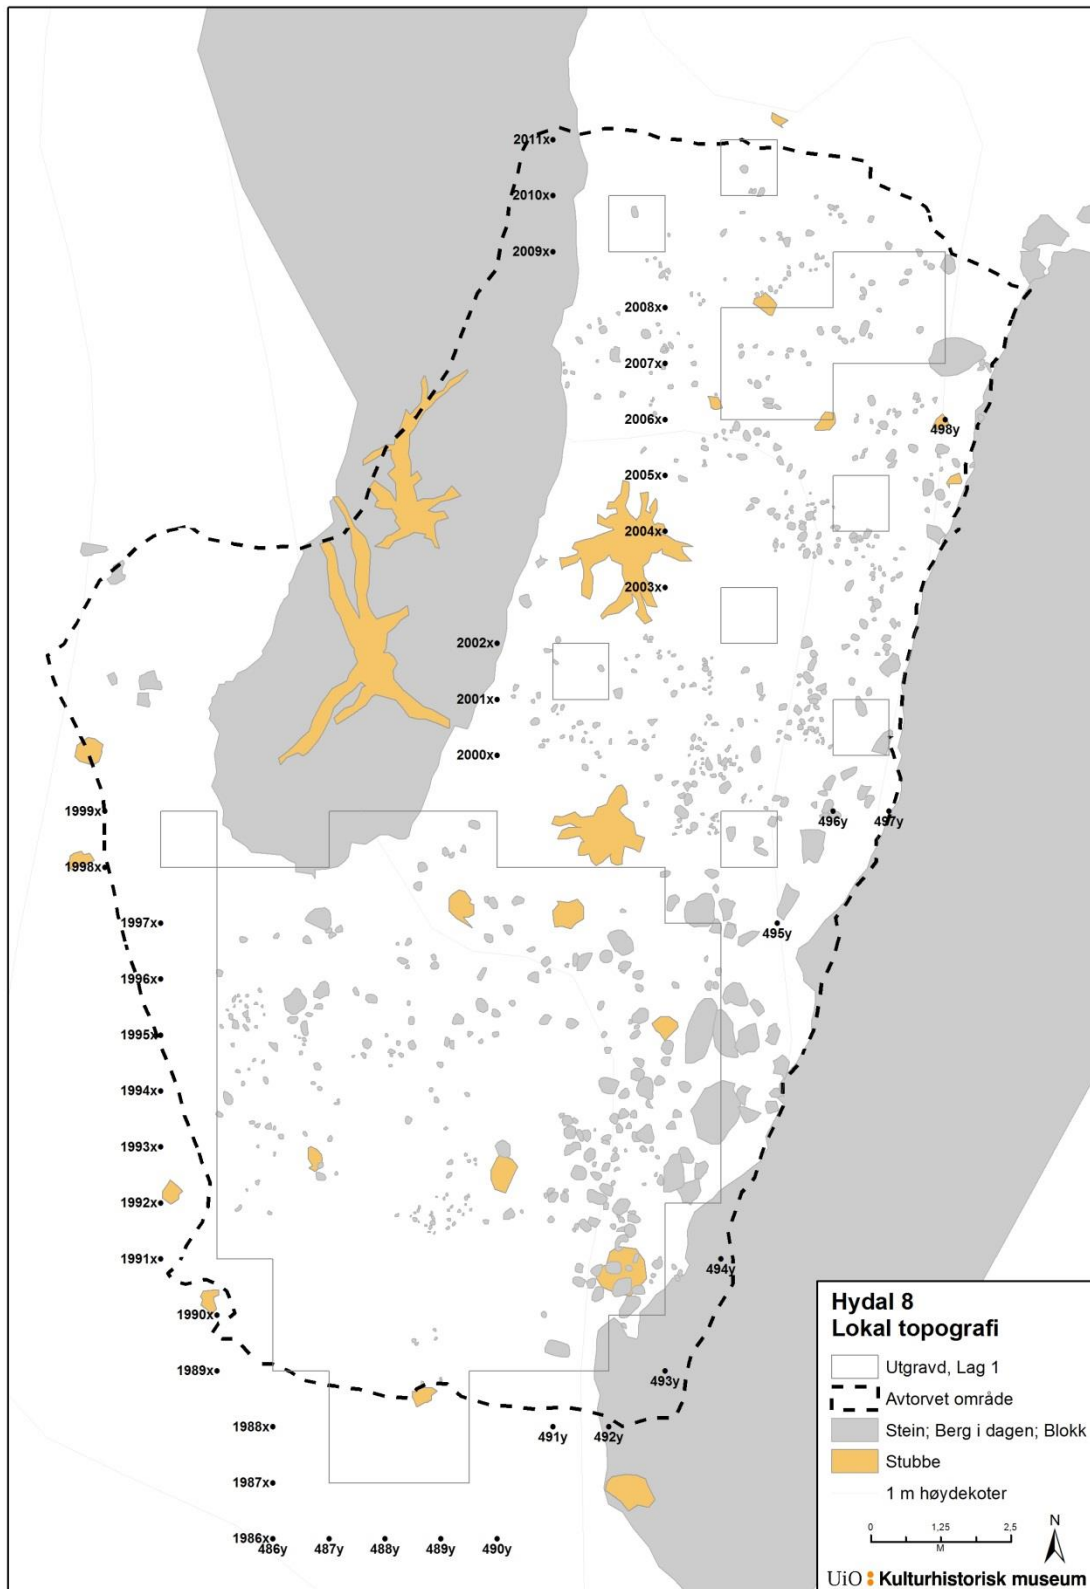 2011x
2010x
2009x
2008x
2007x
2006x
498y
2005x
2004x
2003x
2002x
2001x
2000x
1999x
496y
497y
1998x
1997x
495y
1996x
1995x
1994x
1993x
1992x
1991x
494y
1990x
1989x
493y
1988x
491y
492y
1987x
1986x
486y
487y
488y
489y
490y
Hydal 8
Lokal topografi
Utgravd, Lag 1
Avtorvet område
Stein; Berg i dagen; Blokk
Stubbe
1 m høydekoter
N
0 1,25 2,5
M
UiO : Kulturhistorisk museum